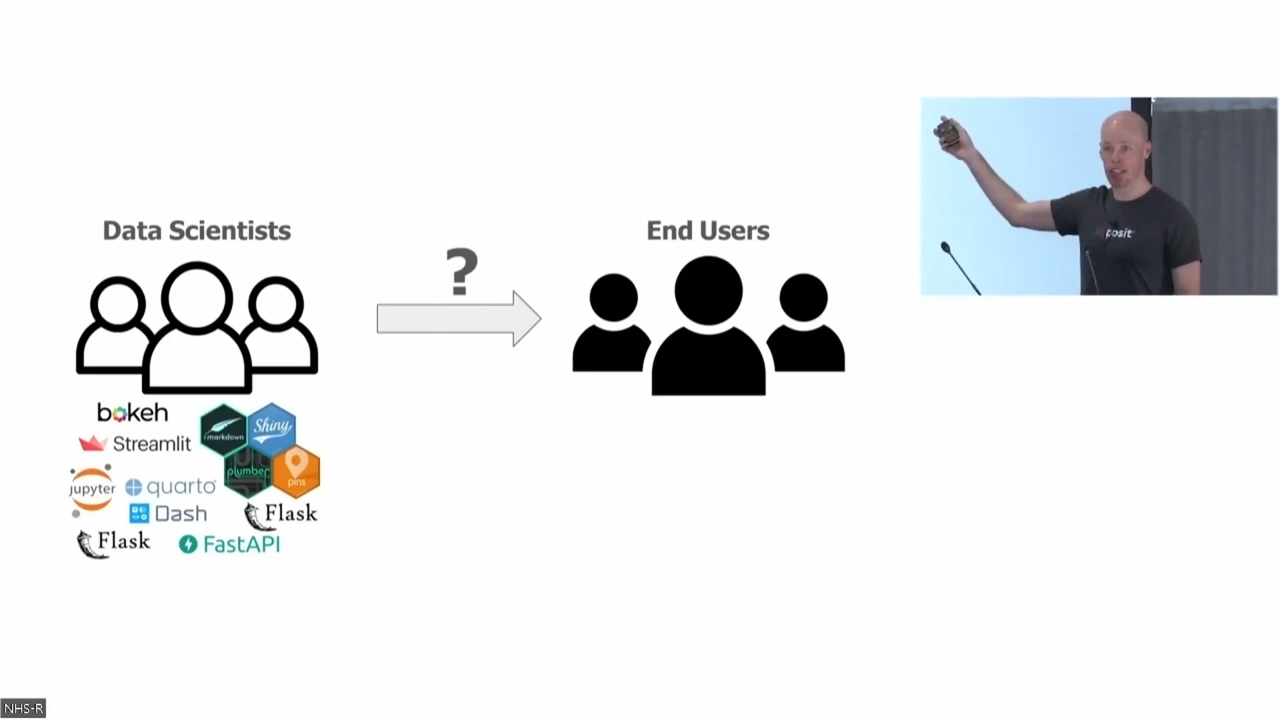 Data Scientists
?
End Users
posit
bokeh
Streamlit
rmarkdown
Shiny
plumber
pins
jupyter
quarto
Dash
Flask
Flask
FastAPI
NHS-R